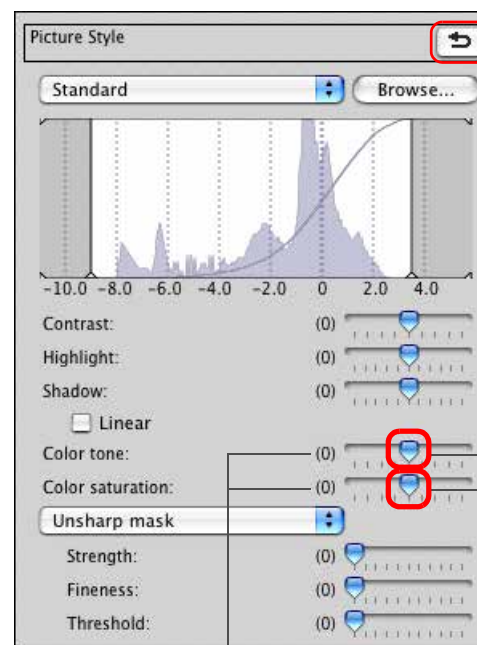 Picture Style
Standard Browse...
-10.0 -8.0 -6.0 -4.0 -2.0 0 2.0 4.0
Contrast: (0)
Highlight: (0)
Shadow: (0)
Linear
Color tone: (0)
Color saturation: (0)
Unsharp mask
Strength: (0)
Fineness: (0)
Threshold: (0)